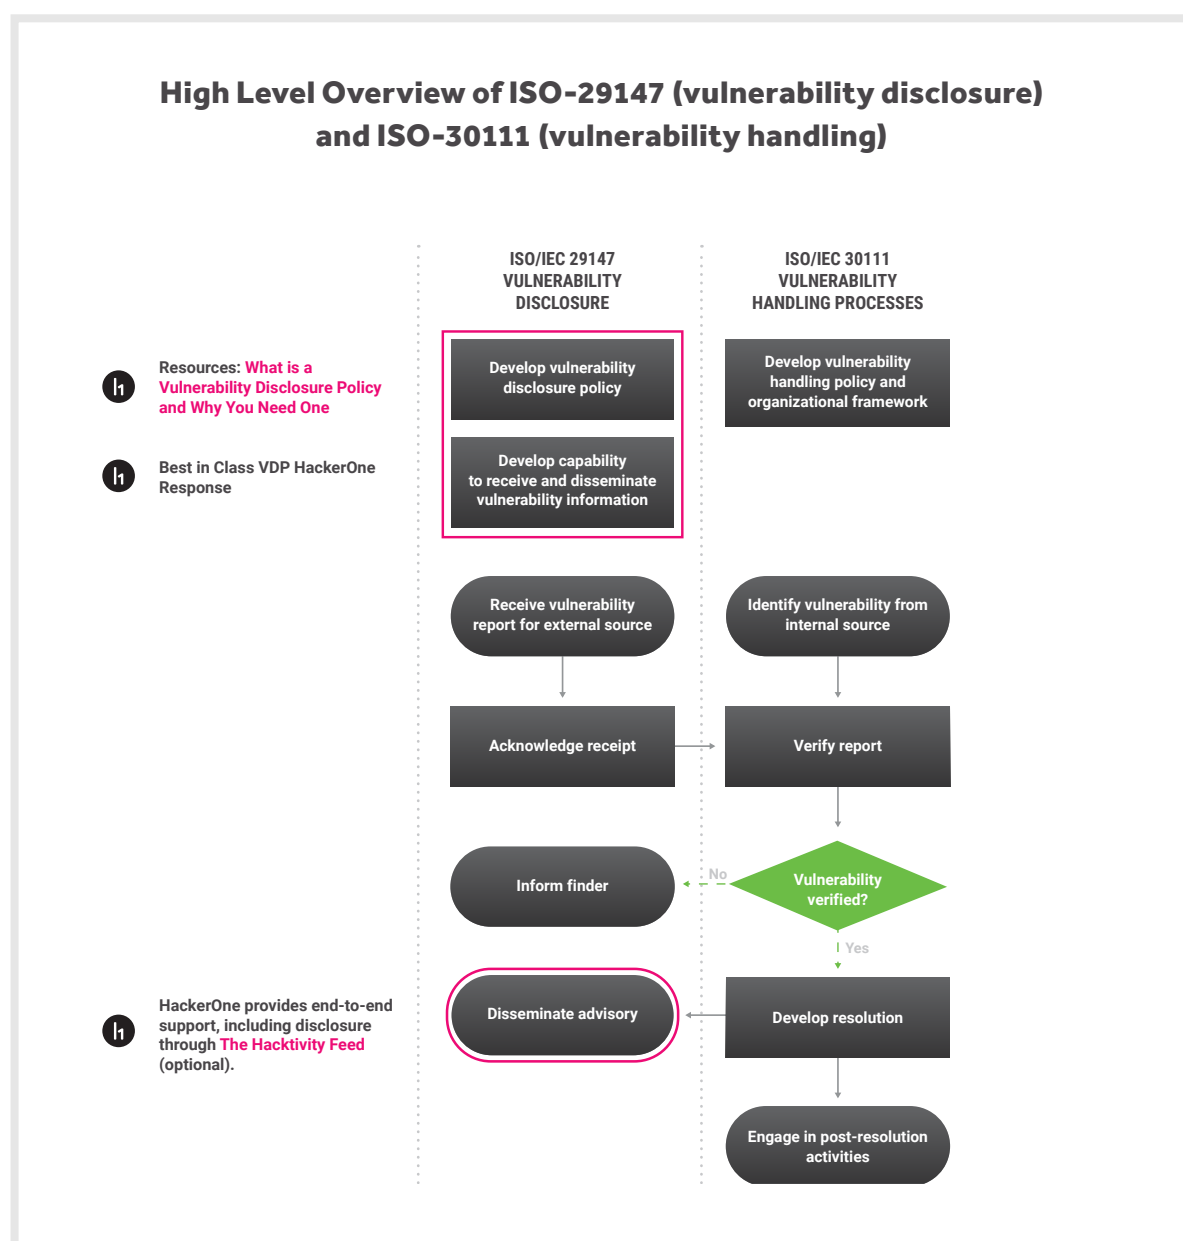 High Level Overview of ISO-29147 (vulnerability disclosure)
and ISO-30111 (vulnerability handling)
ISO/IEC 29147
VULNERABILITY
DISCLOSURE
ISO/IEC 30111
VULNERABILITY
HANDLING PROCESSES
h1
Resources: What is a
Vulnerability Disclosure Policy
and Why You Need One
Develop vulnerability
disclosure policy
Develop vulnerability
handling policy and
organizational framework
h1
Best in Class VDP HackerOne
Response
Develop capability
to receive and disseminate
vulnerability information
Receive vulnerability
report for external source
Identify vulnerability from
internal source
Acknowledge receipt
Verify report
Inform finder
No
Vulnerability
verified?
Yes
h1
HackerOne provides end-to-end
support, including disclosure
through The Hacktivity Feed
(optional).
Disseminate advisory
Develop resolution
Engage in post-resolution
activities